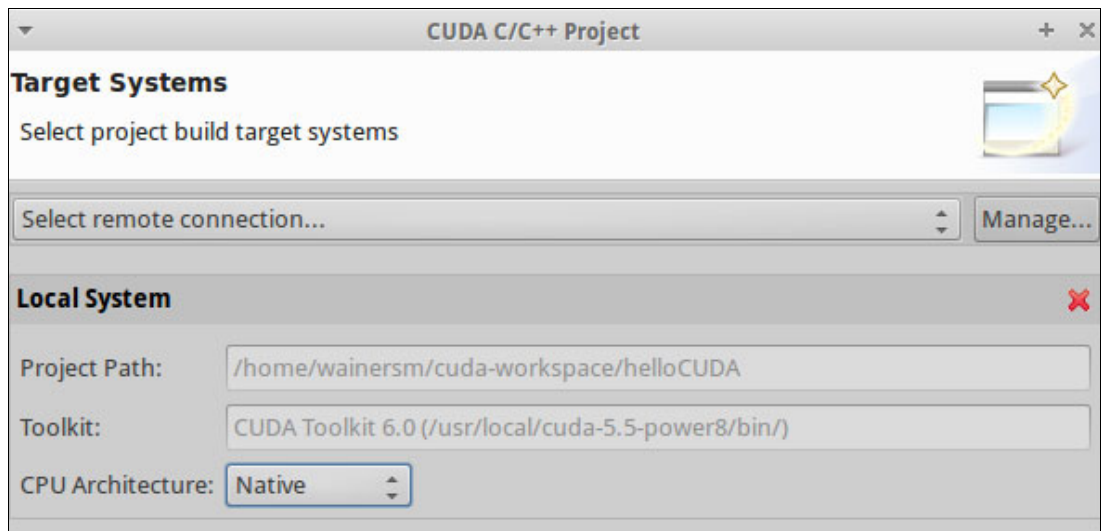 CUDA C/C++ Project
Target Systems
Select project build target systems
Select remote connection...
Manage...
Local System
Project Path: /home/wainersm/cuda-workspace/helloCUDA
Toolkit: CUDA Toolkit 6.0 (/usr/local/cuda-5.5-power8/bin/)
CPU Architecture: Native